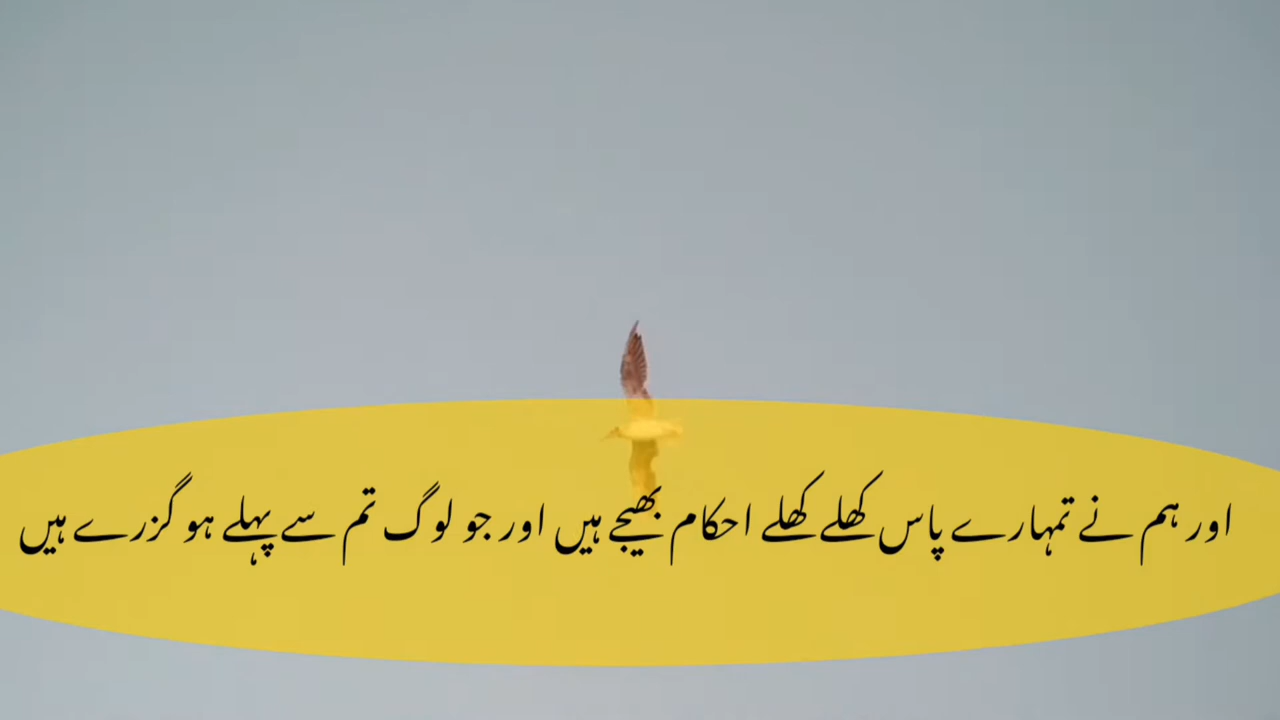 اور ہم نے تمہارے پاس کھلے کھلے احکام بھیجے ہیں اور جو لوگ تم سے پہلے ہو گزرے ہیں